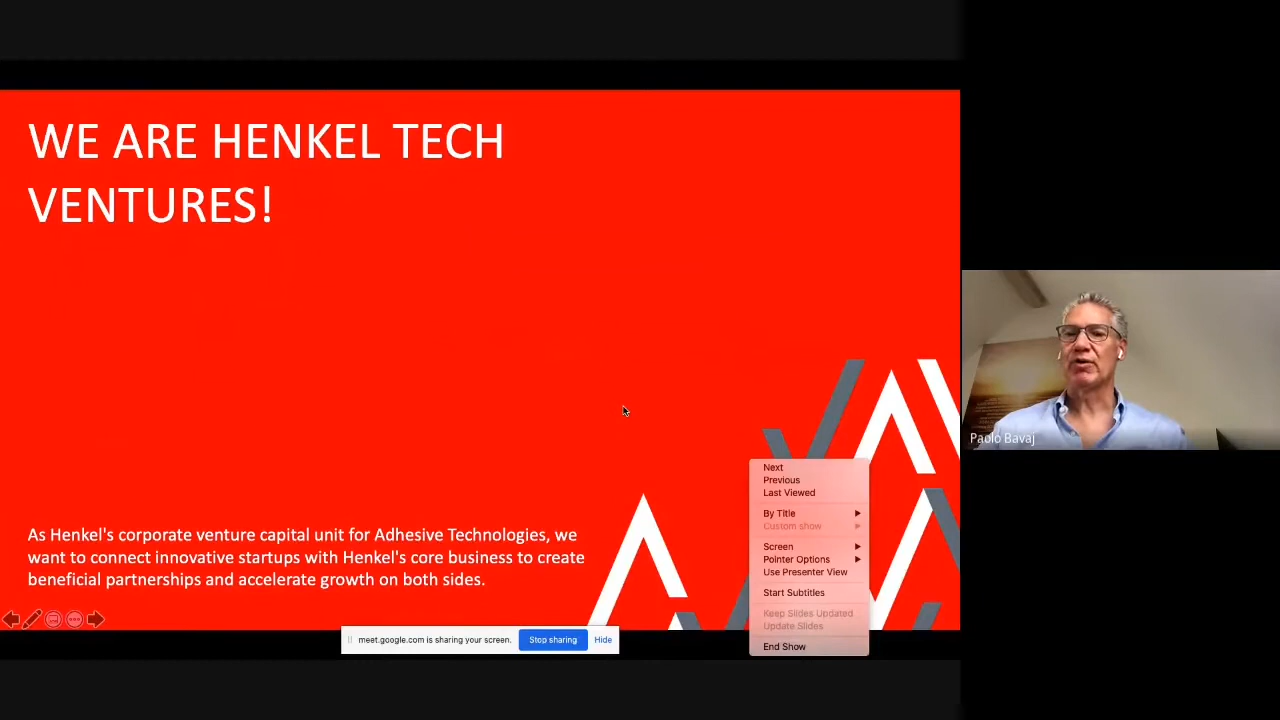 WE ARE HENKEL TECH
VENTURES!
As Henkel's corporate venture capital unit for Adhesive Technologies, we
want to connect innovative startups with Henkel's core business to create
beneficial partnerships and accelerate growth on both sides.
Next
Previous
Last Viewed
By Title
Custom show
Screen
Pointer Options
Use Presenter View
Start Subtitles
Keep Slides Updated
Update Slides
End Show
meet.google.com is sharing your screen.
Stop sharing
Hide
Paolo Bavaj